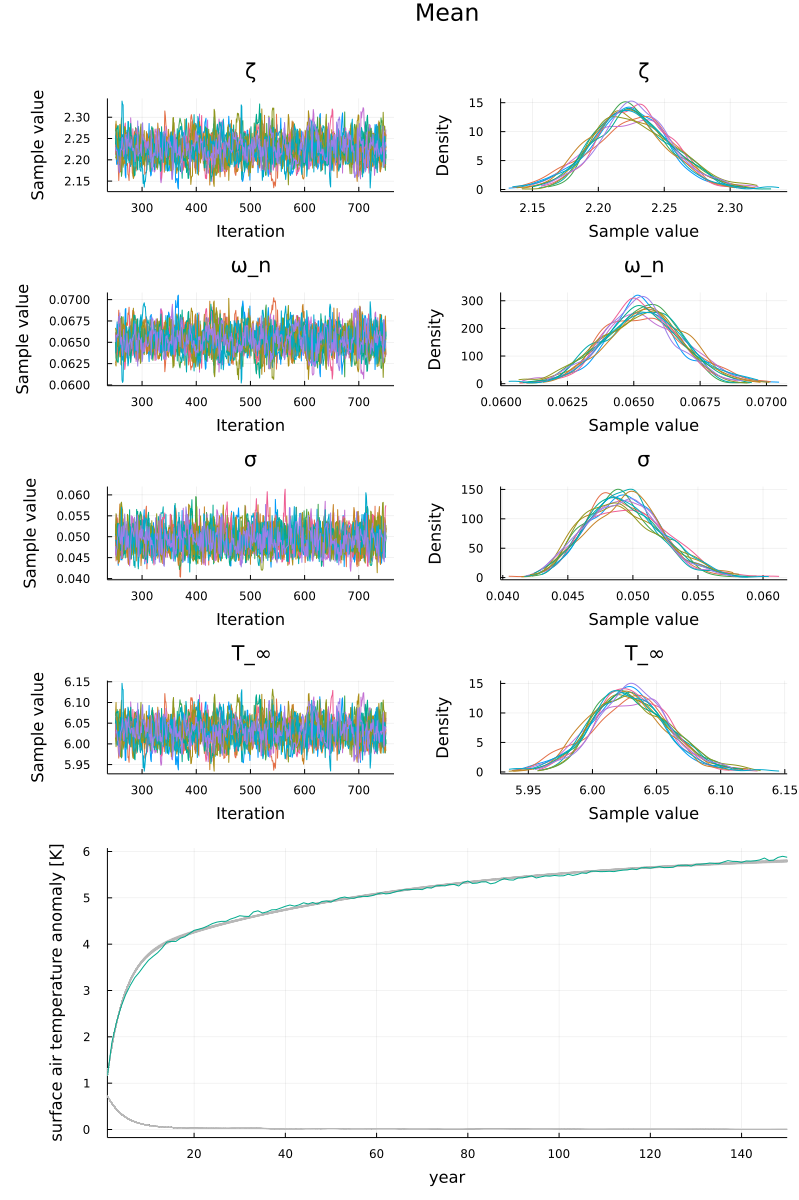 Mean
ζ
ζ
Sample value
2.30
2.25
2.20
2.15
300 400 500 600 700
Iteration
Density
15
10
5
0
2.15 2.20 2.25 2.30
Sample value
ω_n
ω_n
Sample value
0.0700
0.0675
0.0650
0.0625
0.0600
300 400 500 600 700
Iteration
Density
300
200
100
0
0.0600 0.0625 0.0650 0.0675 0.0700
Sample value
σ
σ
Sample value
0.060
0.055
0.050
0.045
0.040
300 400 500 600 700
Iteration
Density
150
100
50
0
0.040 0.045 0.050 0.055 0.060
Sample value
T_∞
T_∞
Sample value
6.15
6.10
6.05
6.00
5.95
300 400 500 600 700
Iteration
Density
15
10
5
0
5.95 6.00 6.05 6.10 6.15
Sample value
surface air temperature anomaly [K]
6
5
4
3
2
1
0
20 40 60 80 100 120 140
year